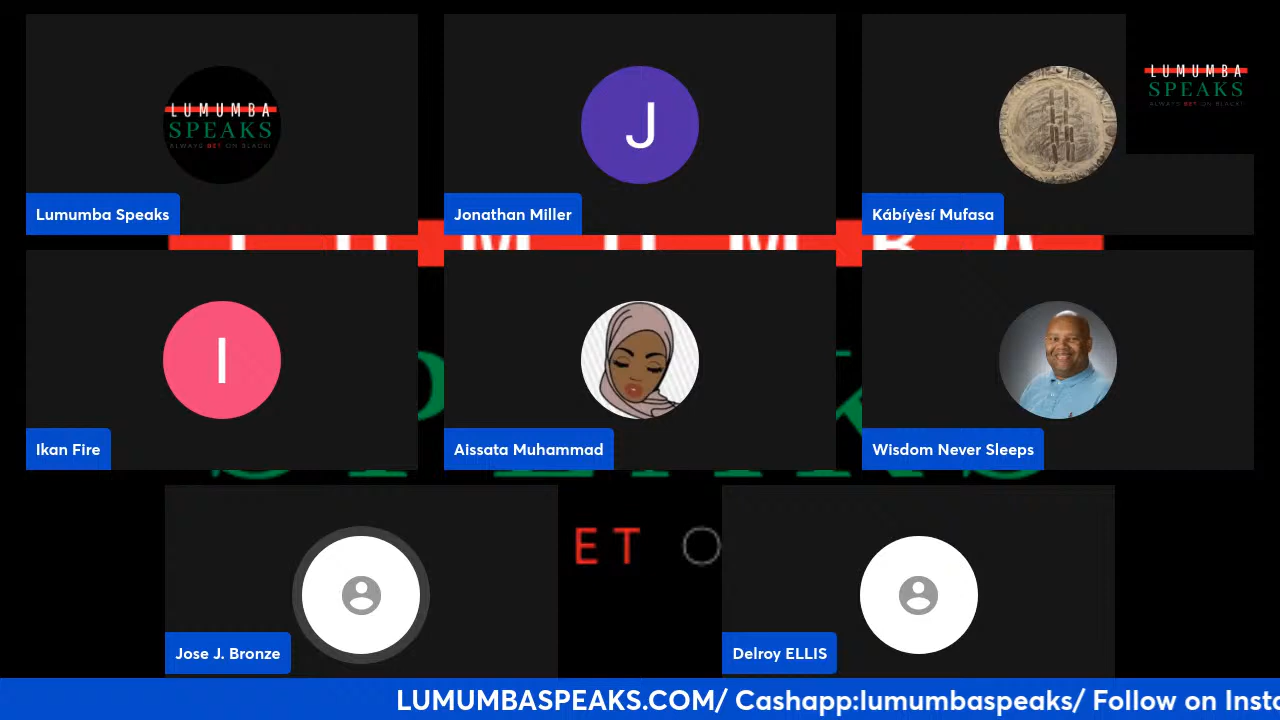 LUMUMBA
SPEAKS
ALWAYS BET ON BLACK!
Lumumba Speaks
J
Jonathan Miller
Kábíyèsí Mufasa
LUMUMBA
SPEAKS
ALWAYS BET ON BLACK!
I
Ikan Fire
Aissata Muhammad
Wisdom Never Sleeps
ET O
Jose J. Bronze
Delroy ELLIS
LUMUMBASPEAKS.COM/ Cashapp:lumumbaspeaks/ Follow on Insta